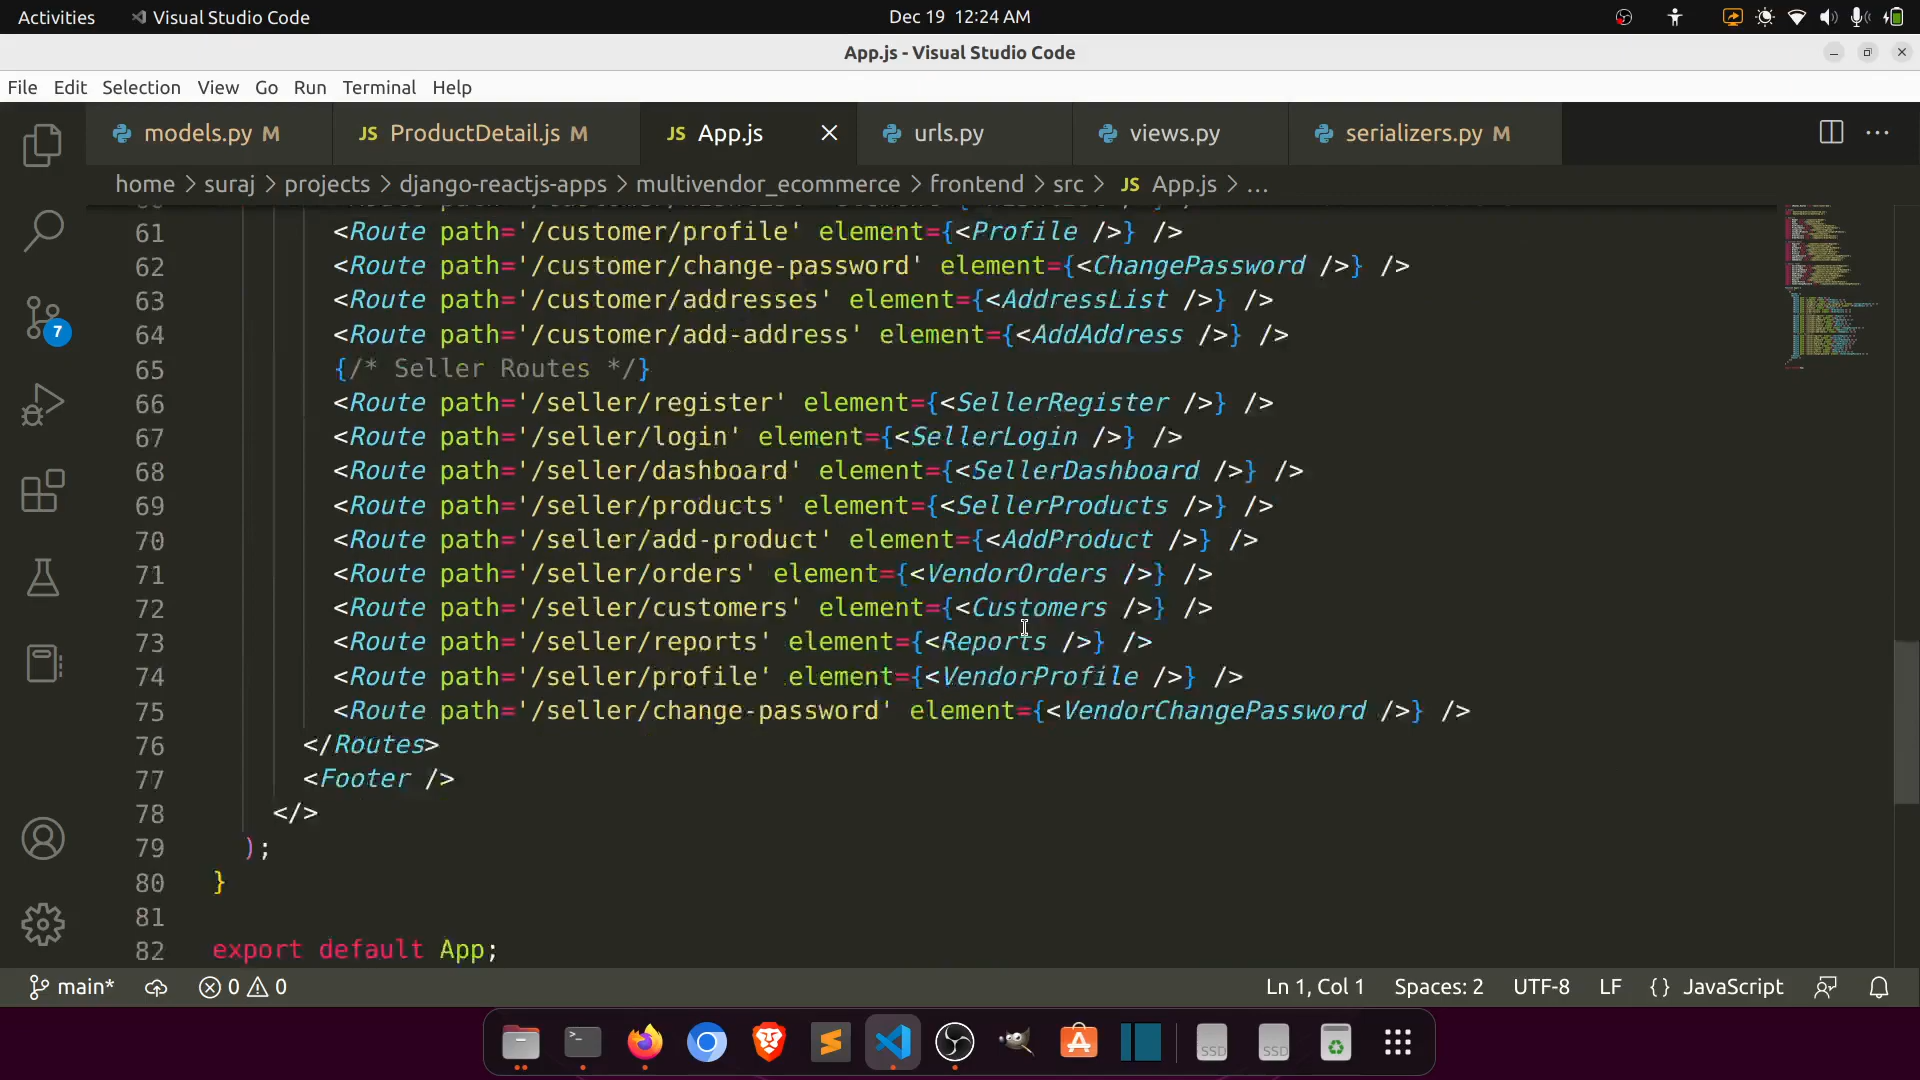 Activities Visual Studio Code Dec 19 12:24 AM
App.js - Visual Studio Code
File Edit Selection View Go Run Terminal Help
models.py M JS ProductDetail.js M JS App.js urls.py views.py serializers.py M
home > suraj > projects > django-reactjs-apps > multivendor_ecommerce > frontend > src > JS App.js > ...
61 <Route path='/customer/profile' element={<Profile />} />
62 <Route path='/customer/change-password' element={<ChangePassword />} />
63 <Route path='/customer/addresses' element={<AddressList />} />
64 <Route path='/customer/add-address' element={<AddAddress />} />
65 {/* Seller Routes */}
66 <Route path='/seller/register' element={<SellerRegister />} />
67 <Route path='/seller/login' element={<SellerLogin />} />
68 <Route path='/seller/dashboard' element={<SellerDashboard />} />
69 <Route path='/seller/products' element={<SellerProducts />} />
70 <Route path='/seller/add-product' element={<AddProduct />} />
71 <Route path='/seller/orders' element={<VendorOrders />} />
72 <Route path='/seller/customers' element={<Customers />} />
73 <Route path='/seller/reports' element={<Reports />} />
74 <Route path='/seller/profile' element={<VendorProfile />} />
75 <Route path='/seller/change-password' element={<VendorChangePassword />} />
76 </Routes>
77 <Footer />
78 </>
79 );
80 }
81
82 export default App;
7
main* 0 0 Ln 1, Col 1 Spaces: 2 UTF-8 LF {} JavaScript
SSD SSD